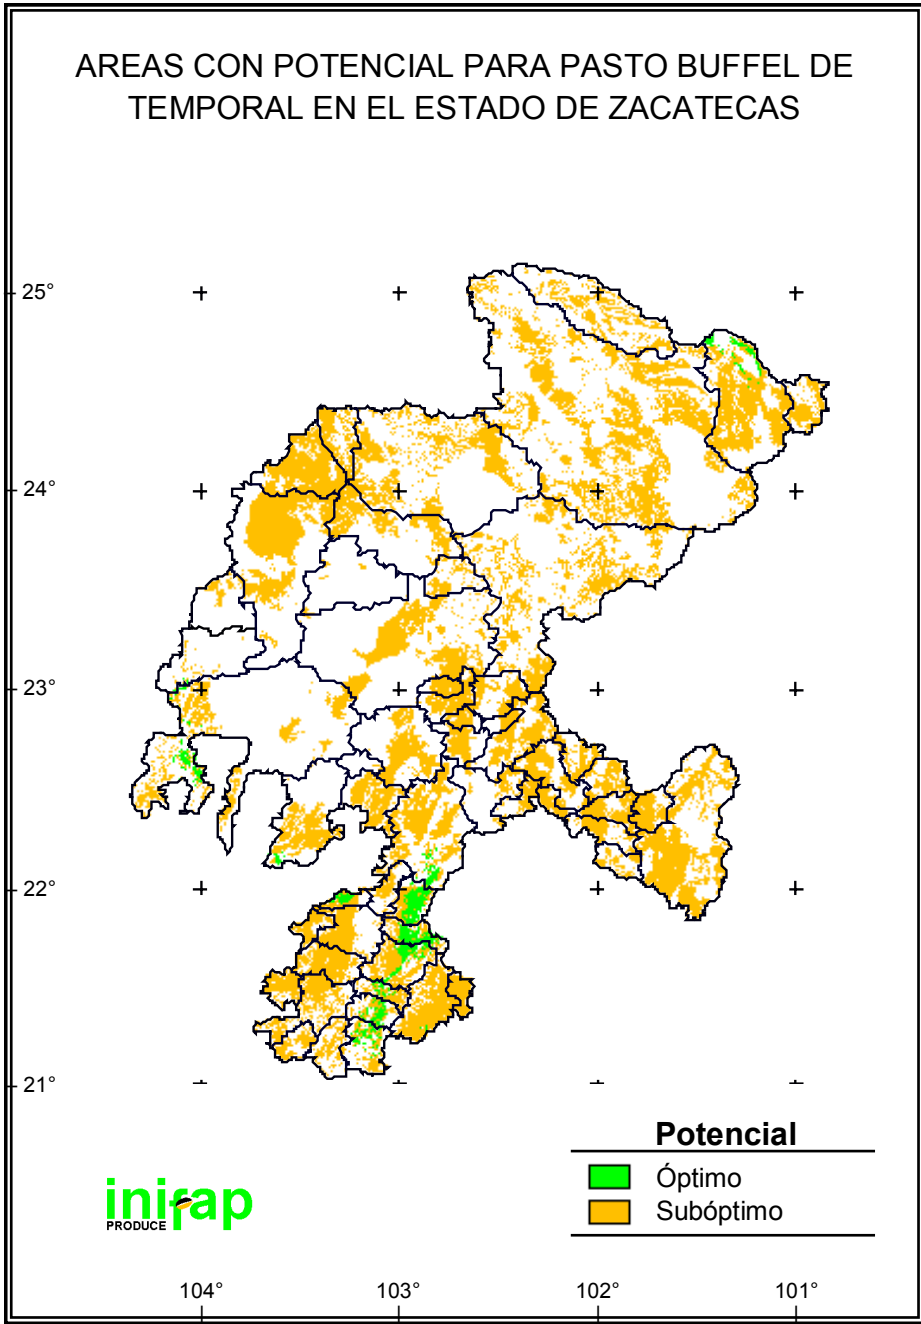 AREAS CON POTENCIAL PARA PASTO BUFFEL DE
TEMPORAL EN EL ESTADO DE ZACATECAS
25°
24°
23°
22°
21°
Potencial
Óptimo
Subóptimo
inifap
PRODUCE
104°
103°
102°
101°